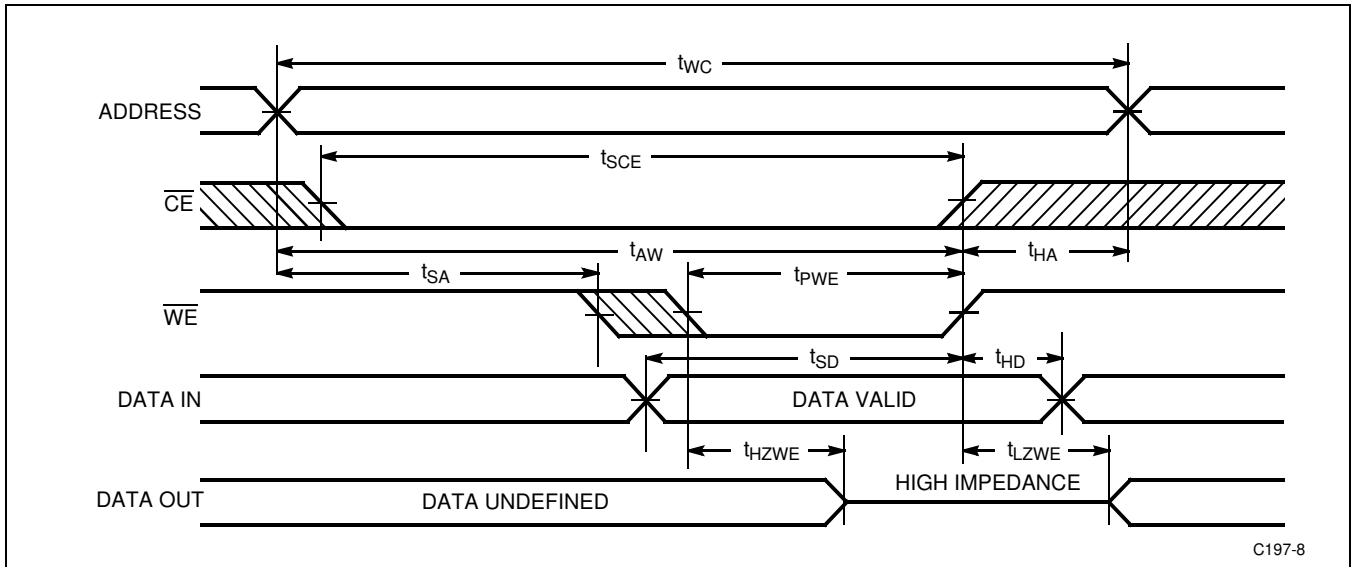 tWC
ADDRESS
tSCE
CE
tAW
tHA
tSA
tPWE
WE
tSD
tHD
DATA IN
DATA VALID
tHZWE
tLZWE
HIGH IMPEDANCE
DATA OUT
DATA UNDEFINED
C197-8